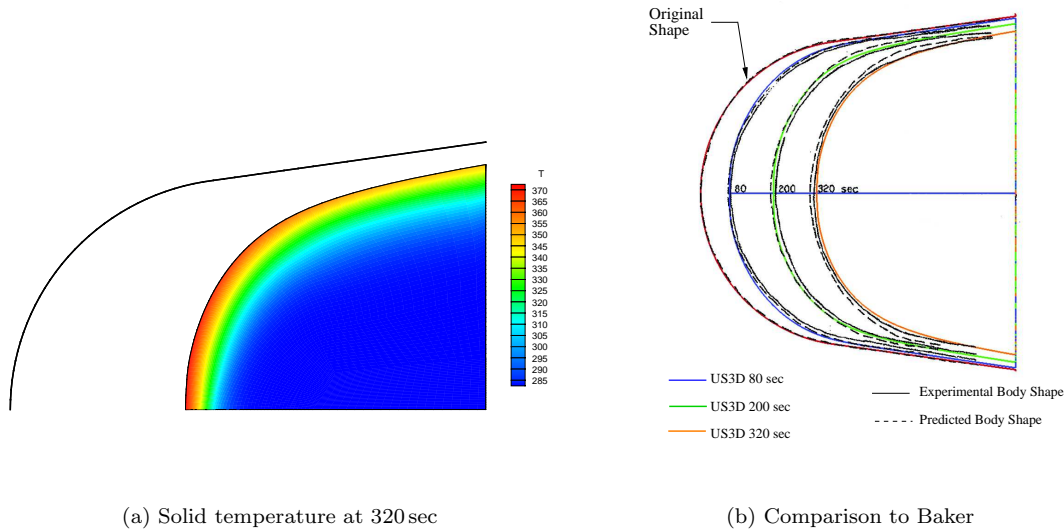 T
370
365
360
355
350
345
340
335
330
325
320
315
310
305
300
295
290
285
(a) Solid temperature at 320 sec
Original
Shape
80
200
320 sec
US3D 80 sec
US3D 200 sec
US3D 320 sec
Experimental Body Shape
Predicted Body Shape
(b) Comparison to Baker